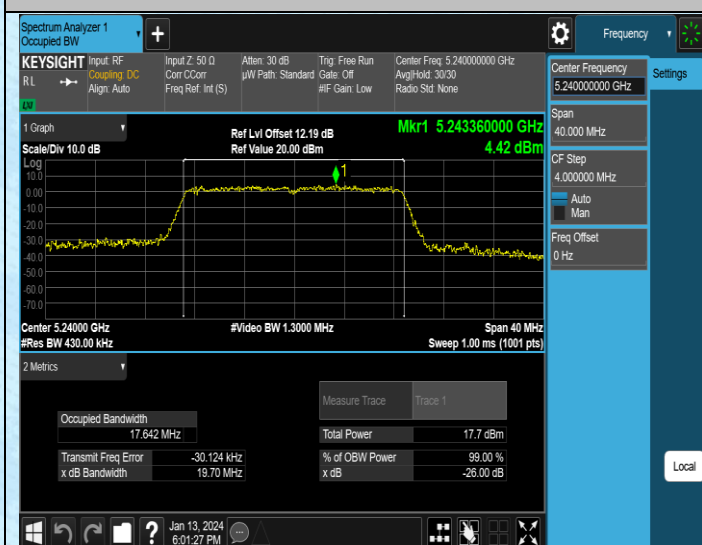 Spectrum Analyzer 1
Occupied BW
Frequency
KEYSIGHT
RL
Input: RF
Coupling: DC
Align: Auto
Input Z: 50 Ω
Corr CCorr
Freq Ref: Int (S)
Atten: 30 dB
µW Path: Standard
Trig: Free Run
Gate: Off
#IF Gain: Low
Center Freq: 5.240000000 GHz
Avg|Hold: 30/30
Radio Std: None
Center Frequency
5.240000000 GHz
Settings
Span
40.000 MHz
CF Step
4.000000 MHz
Auto
Man
Freq Offset
0 Hz
Local
1 Graph
Scale/Div 10.0 dB
Ref Lvl Offset 12.19 dB
Ref Value 20.00 dBm
Mkr1 5.243360000 GHz
4.42 dBm
Log
10.0
0.00
-10.0
-20.0
-30.0
-40.0
-50.0
-60.0
-70.0
1
Center 5.24000 GHz
#Res BW 430.00 kHz
#Video BW 1.3000 MHz
Span 40 MHz
Sweep 1.00 ms (1001 pts)
2 Metrics
Measure Trace
Trace 1
Occupied Bandwidth
17.642 MHz
Total Power 17.7 dBm
Transmit Freq Error -30.124 kHz
% of OBW Power 99.00 %
x dB Bandwidth 19.70 MHz
x dB -26.00 dB
?
Jan 13, 2024
6:01:27 PM